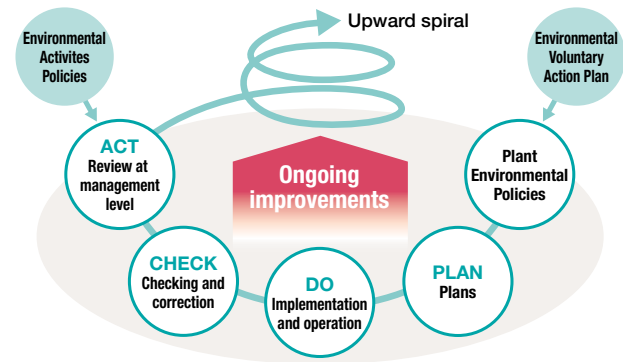 Upward spiral
Environmental
Activites
Policies
Environmental
Voluntary
Action Plan
ACT
Review at
management
level
Ongoing
improvements
Plant
Environmental
Policies
CHECK
Checking and
correction
DO
Implementation
and operation
PLAN
Plans